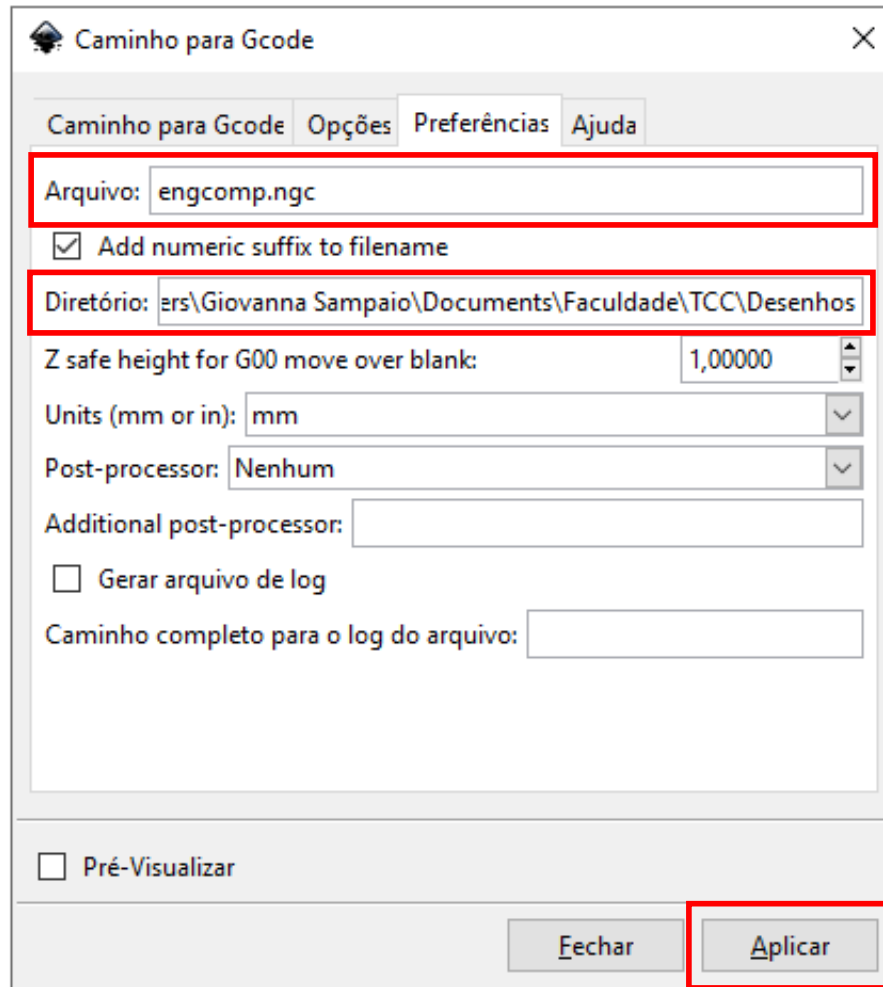 Caminho para Gcode
Caminho para Gcode Opções Preferências Ajuda
Arquivo: engcomp.ngc
Add numeric suffix to filename
Diretório: ers\Giovanna Sampaio\Documents\Faculdade\TCC\Desenhos
Z safe height for G00 move over blank: 1,00000
Units (mm or in): mm
Post-processor: Nenhum
Additional post-processor:
Gerar arquivo de log
Caminho completo para o log do arquivo:
Pré-Visualizar
Fechar Aplicar